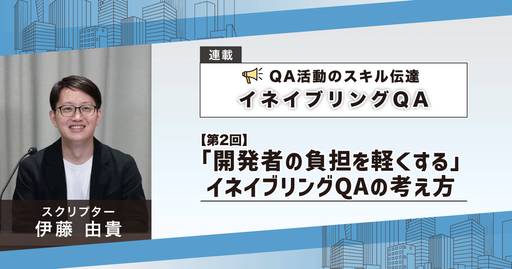 連載
QA活動のスキル伝達
イネイブリングQA
【第2回】
「開発者の負担を軽くする」
イネイブリングQAの考え方
スクリプター
伊藤 由貴